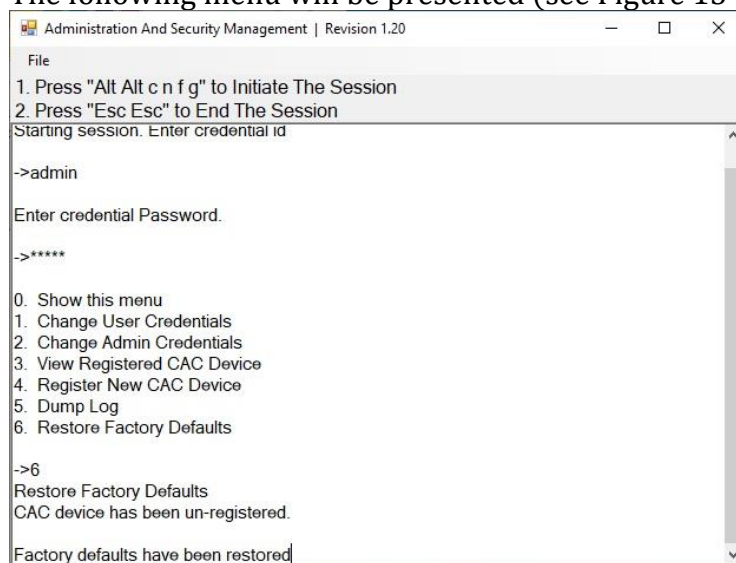 The following menu will be presented (see Figure 13
Administration And Security Management | Revision 1.20
File
1. Press "Alt Alt c n f g" to Initiate The Session
2. Press "Esc Esc" to End The Session
Starting session. Enter credential id
->admin
Enter credential Password.
->*****
0. Show this menu
1. Change User Credentials
2. Change Admin Credentials
3. View Registered CAC Device
4. Register New CAC Device
5. Dump Log
6. Restore Factory Defaults
->6
Restore Factory Defaults
CAC device has been un-registered.
Factory defaults have been restored